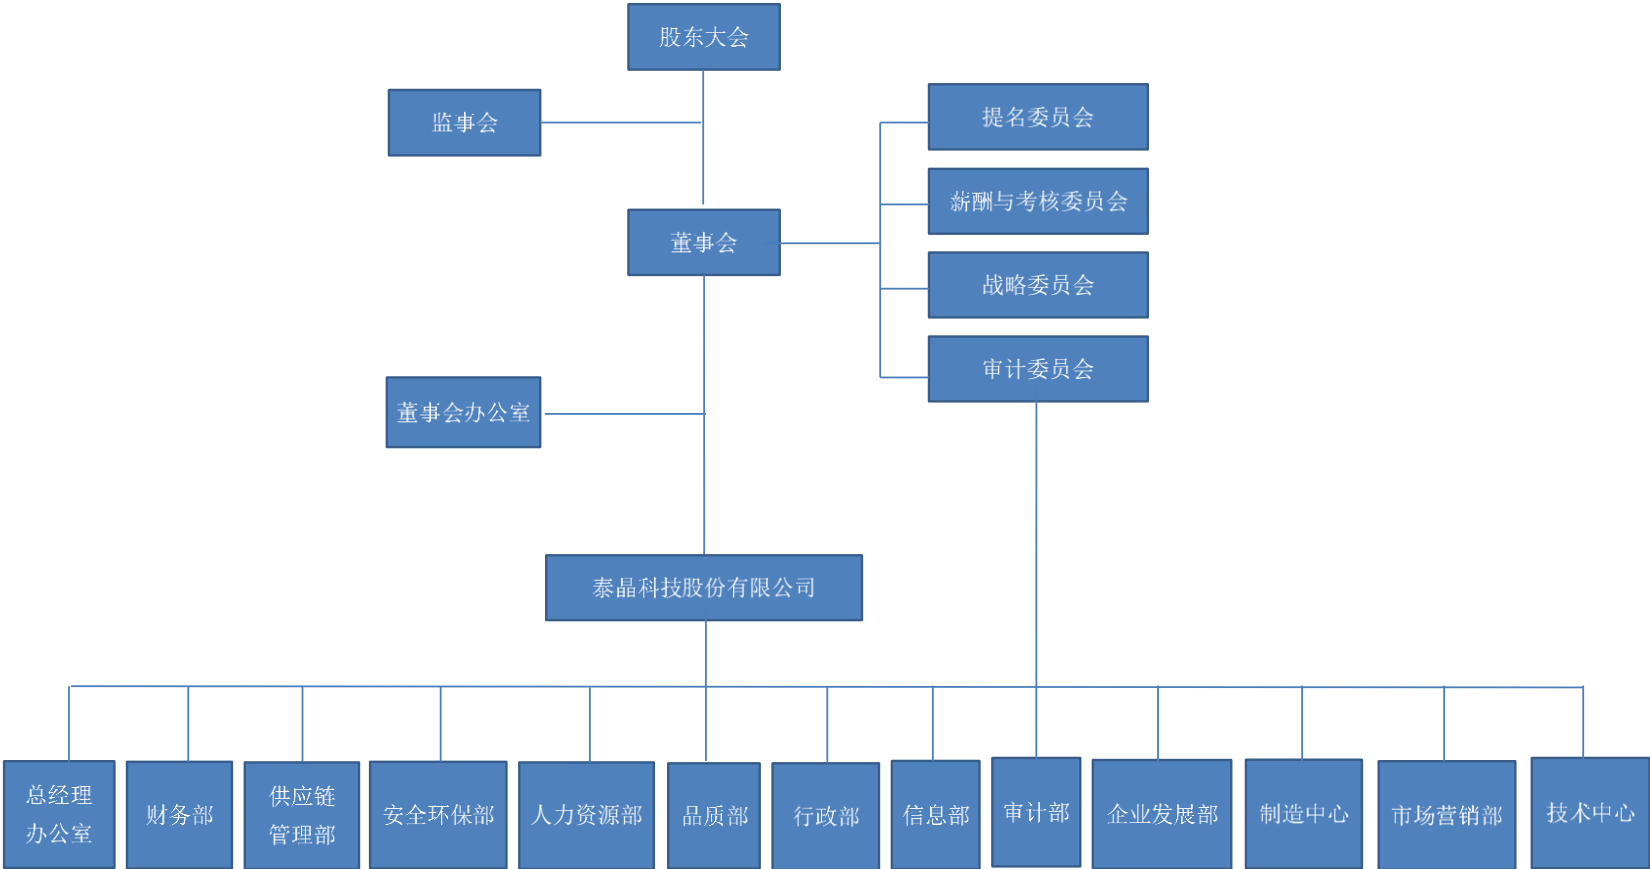 股东大会
监事会
提名委员会
薪酬与考核委员会
董事会
战略委员会
审计委员会
董事会办公室
泰晶科技股份有限公司
总经理
办公室
财务部
供应链
管理部
安全环保部
人力资源部
品质部
行政部
信息部
审计部
企业发展部
制造中心
市场营销部
技术中心